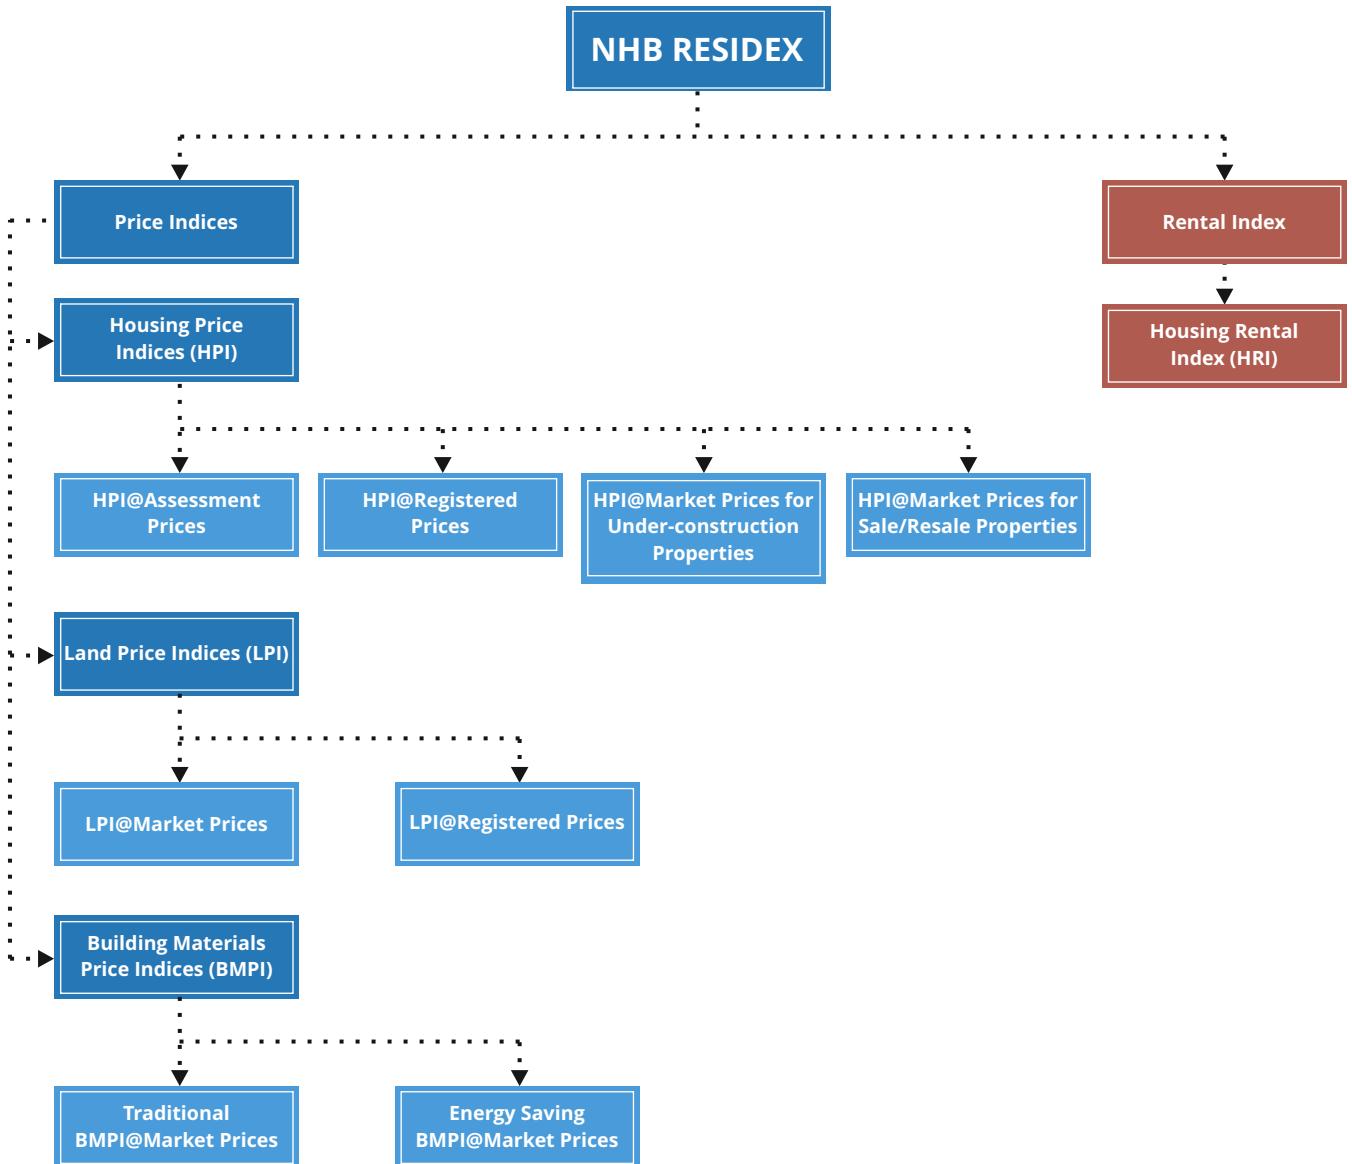 NHB RESIDEX
Price Indices
Rental Index
Housing Price
Indices (HPI)
Housing Rental
Index (HRI)
HPI@Assessment
Prices
HPI@Registered
Prices
HPI@Market Prices for
Under-construction
Properties
HPI@Market Prices for
Sale/Resale Properties
Land Price Indices (LPI)
LPI@Market Prices
LPI@Registered Prices
Building Materials
Price Indices (BMPI)
Traditional
BMPI@Market Prices
Energy Saving
BMPI@Market Prices